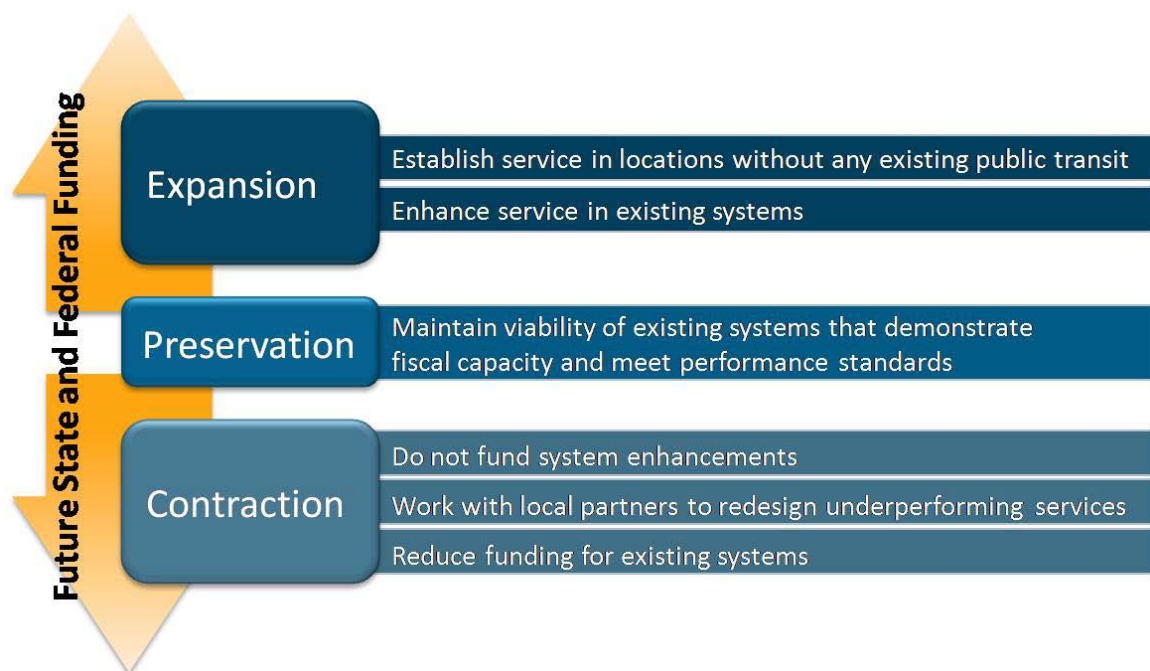 Future State and Federal Funding
Expansion
Establish service in locations without any existing public transit
Enhance service in existing systems
Preservation
Maintain viability of existing systems that demonstrate
fiscal capacity and meet performance standards
Contraction
Do not fund system enhancements
Work with local partners to redesign underperforming services
Reduce funding for existing systems